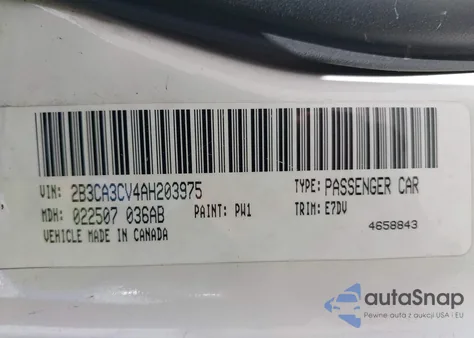 VIN: 2B3CA3CV4AH203975 TYPE: PASSENGER CAR
MDH: 022507 036AB PAINT: PW1 TRIM: E7DV
VEHICLE MADE IN CANADA 4658843
autoSnap
Pewne auta z aukcji USA i EU